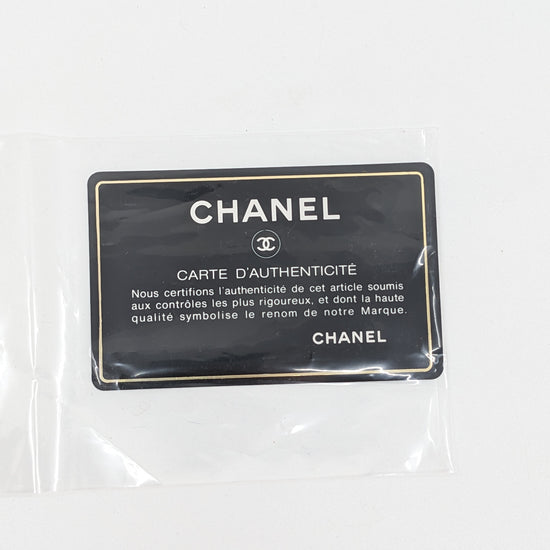 CHANEL
CARTE D'AUTHENTICITÉ
Nous certifions l'authenticité de cet article soumis
aux contrôles les plus rigoureux, et dont la haute
qualité symbolise le renom de notre Marque.
CHANEL